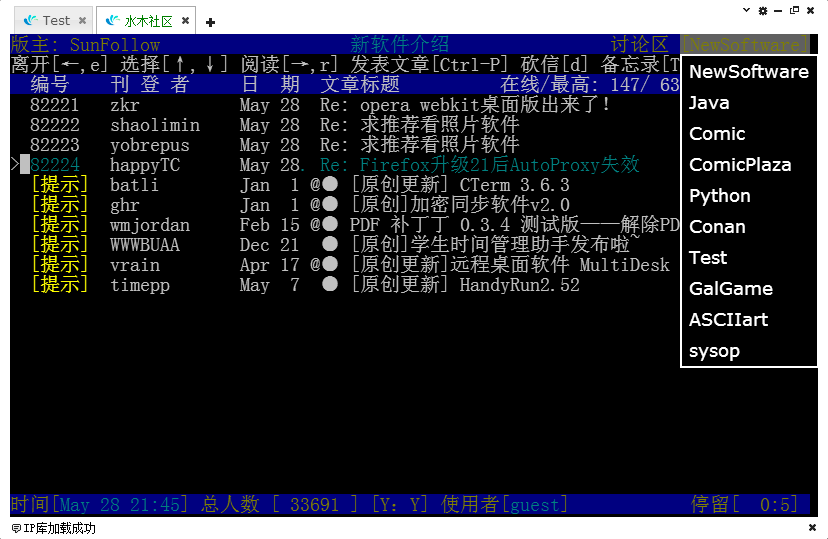 Test 水木社区
版主: SunFollow 新软件介绍 讨论区 [NewSoftware]
离开[←,e] 选择[↑,↓] 阅读[→,r] 发表文章[Ctrl-P] 砍信[d] 备忘录[T
编号 刊 登 者 日 期 文章标题 在线/最高: 147/ 63
82221 zkr May 28 Re: opera webkit桌面版出来了!
82222 shaolimin May 28 Re: 求推荐看照片软件
82223 yobrepus May 28 Re: 求推荐看照片软件
>82224 happyTC May 28. Re: Firefox升级21后AutoProxy失效
[提示] batli Jan 1 @● [原创更新] CTerm 3.6.3
[提示] ghr Jan 1 @● [原创]加密同步软件v2.0
[提示] wmjordan Feb 15 @● PDF 补丁丁 0.3.4 测试版——解除PD
[提示] WWWBUAA Dec 21 ● [原创]学生时间管理助手发布啦~
[提示] vrain Apr 17 @● [原创更新]远程桌面软件 MultiDesk
[提示] timepp May 7 ● [原创更新] HandyRun2.52
NewSoftware
Java
Comic
ComicPlaza
Python
Conan
Test
GalGame
ASCIIart
sysop
时间[May 28 21:45] 总人数 [ 33691 ] [Y: Y] 使用者[guest] 停留[ 0:5]
IP库加载成功